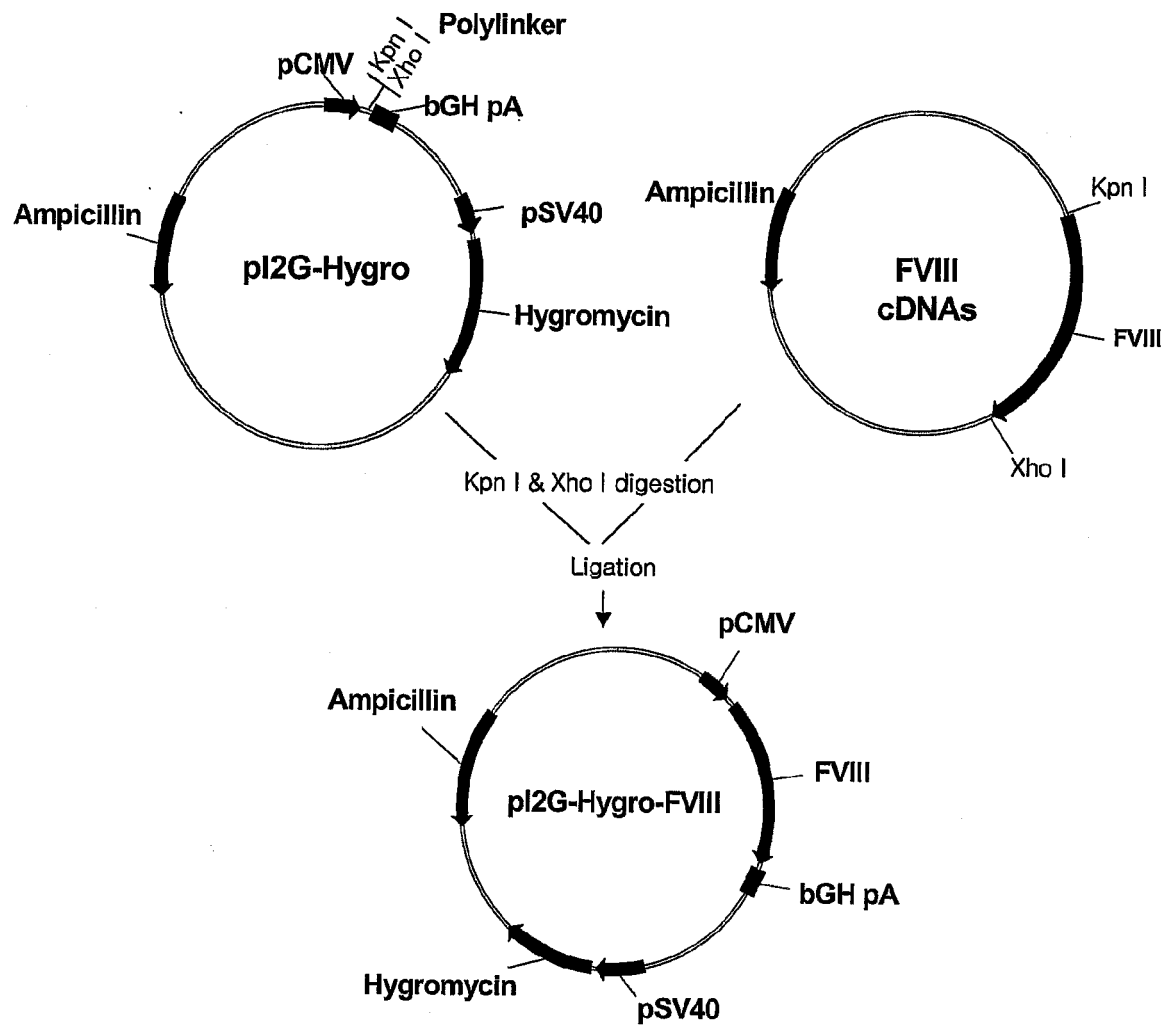 Polylinker
Kpn I
Xho I
pCMV
bGH pA
Ampicillin
pSV40
pI2G-Hygro
Hygromycin
Ampicillin
Kpn I
FVIII
cDNAs
FVIII
Xho I
Kpn I & Xho I digestion
Ligation
pCMV
Ampicillin
FVIII
pI2G-Hygro-FVIII
bGH pA
Hygromycin
pSV40